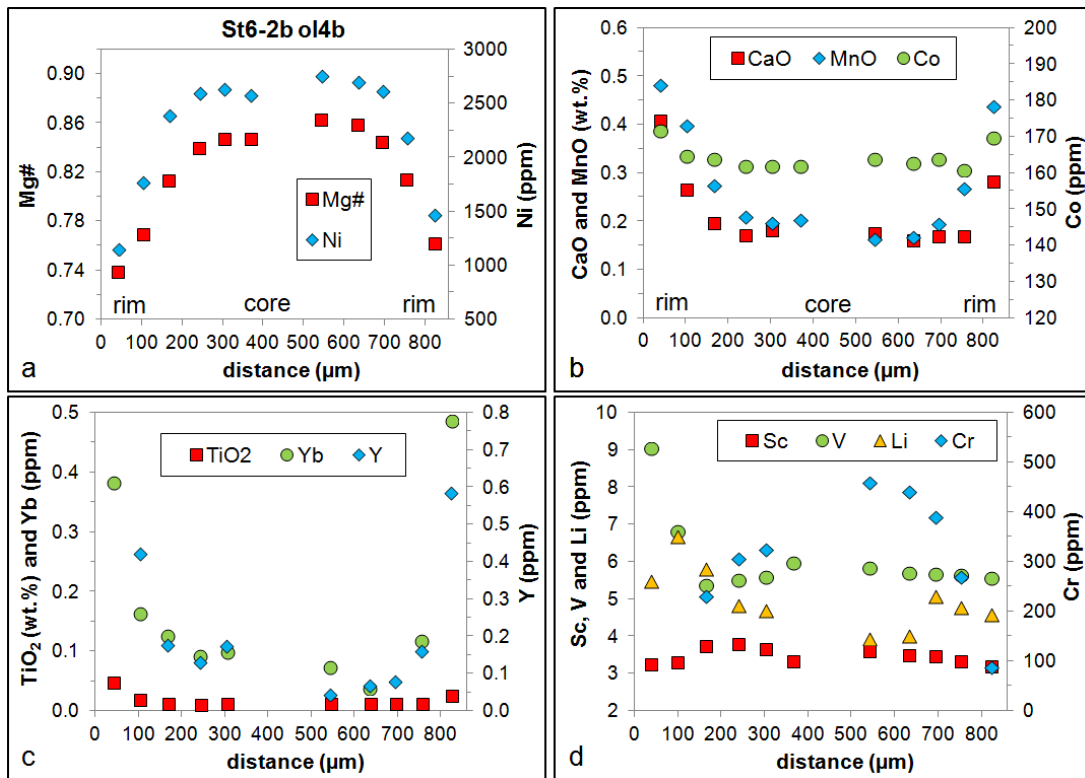 St6-2b ol4b
0.90
0.86
0.82
0.78
0.74
0.70
3000
2500
2000
1500
1000
500
Mg#
Ni (ppm)
Mg#
Ni
rim
core
rim
0 100 200 300 400 500 600 700 800
a
distance (µm)
0.6
0.5
0.4
0.3
0.2
0.1
0.0
200
190
180
170
160
150
140
130
120
CaO and MnO (wt.%)
Co (ppm)
CaO MnO Co
rim
core
rim
0 100 200 300 400 500 600 700 800
b
distance (µm)
0.5
0.4
0.3
0.2
0.1
0.0
0.8
0.7
0.6
0.5
0.4
0.3
0.2
0.1
0.0
TiO₂ (wt.%) and Yb (ppm)
Y (ppm)
TiO2 Yb Y
0 100 200 300 400 500 600 700 800
c
distance (µm)
10
9
8
7
6
5
4
3
2
600
500
400
300
200
100
0
Sc, V and Li (ppm)
Cr (ppm)
Sc V Li Cr
0 100 200 300 400 500 600 700 800
d
distance (µm)